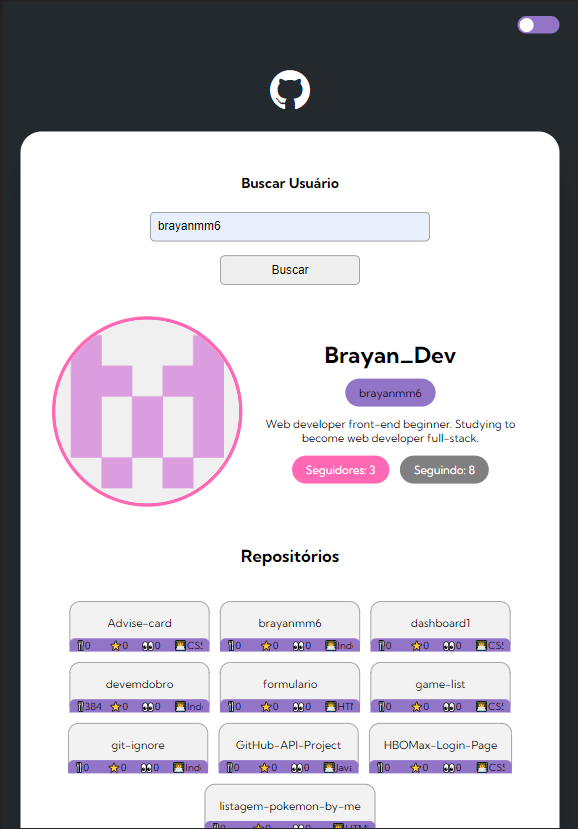 Buscar Usuário
brayanmm6
Buscar
Brayan_Dev
brayanmm6
Web developer front-end beginner. Studying to
become web developer full-stack.
Seguidores: 3 Seguindo: 8
Repositórios
Advise-card brayanmm6 dashboard1
🍴0 ⭐0 👀0 👨‍💻CSS 🍴0 ⭐0 👀0 👨‍💻Inde 🍴0 ⭐0 👀0 👨‍💻CSS
devemdobro formulario game-list
🍴384 ⭐0 👀0 👨‍💻Inde 🍴0 ⭐0 👀0 👨‍💻HTM 🍴0 ⭐0 👀0 👨‍💻CSS
git-ignore GitHub-API-Project HBOMax-Login-Page
🍴0 ⭐0 👀0 👨‍💻Inde 🍴0 ⭐0 👀0 👨‍💻Java 🍴0 ⭐0 👀0 👨‍💻CSS
listagem-pokemon-by-me